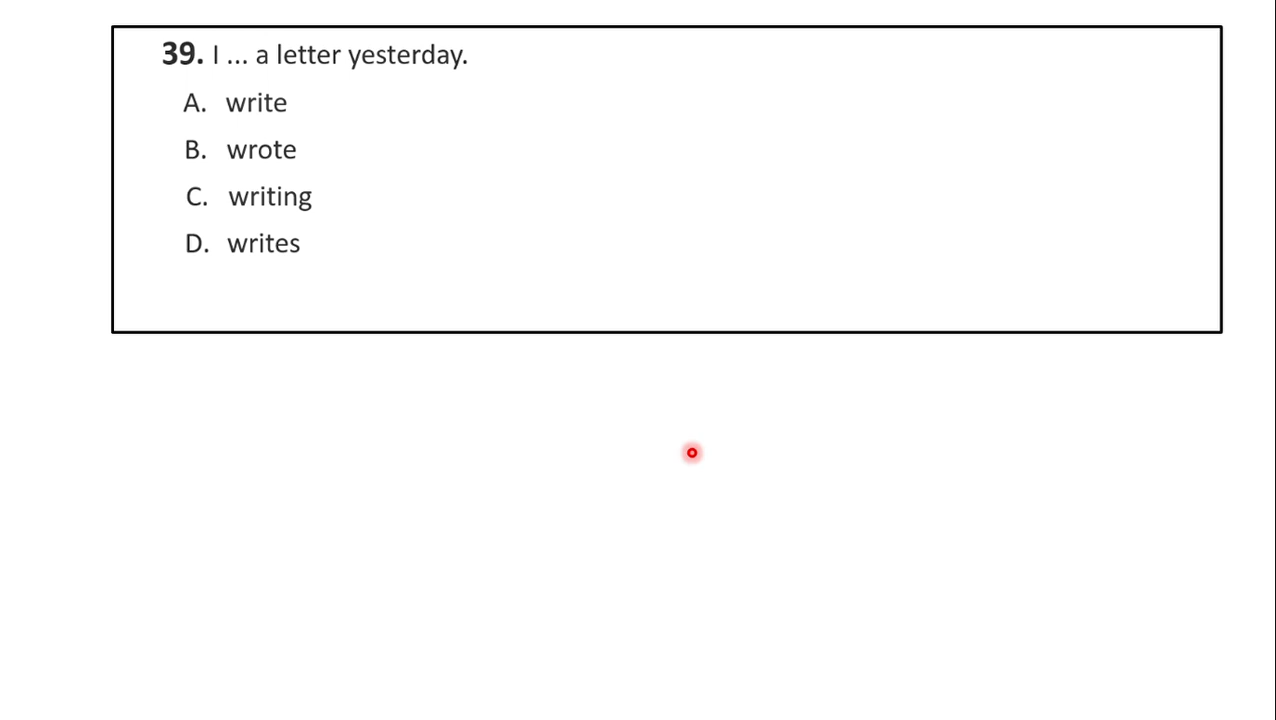 39. I ... a letter yesterday.
A. write
B. wrote
C. writing
D. writes